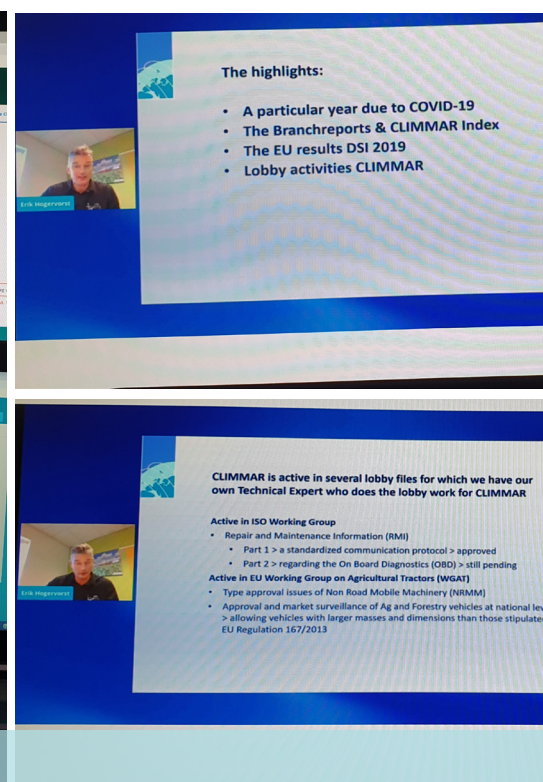 The highlights:
• A particular year due to COVID-19
• The Branchreports & CLIMMAR Index
• The EU results DSI 2019
• Lobby activities CLIMMAR
Erik Hogervorst
CLIMMAR is active in several lobby files for which we have our
own Technical Expert who does the lobby work for CLIMMAR
Active in ISO Working Group
• Repair and Maintenance Information (RMI)
• Part 1 > a standardized communication protocol > approved
• Part 2 > regarding the On Board Diagnostics (OBD) > still pending
Active in EU Working Group on Agricultural Tractors (WGAT)
• Type approval issues of Non Road Mobile Machinery (NRMM)
• Approval and market surveillance of Ag and Forestry vehicles at national lev
> allowing vehicles with larger masses and dimensions than those stipulate
EU Regulation 167/2013
Erik Hogervorst